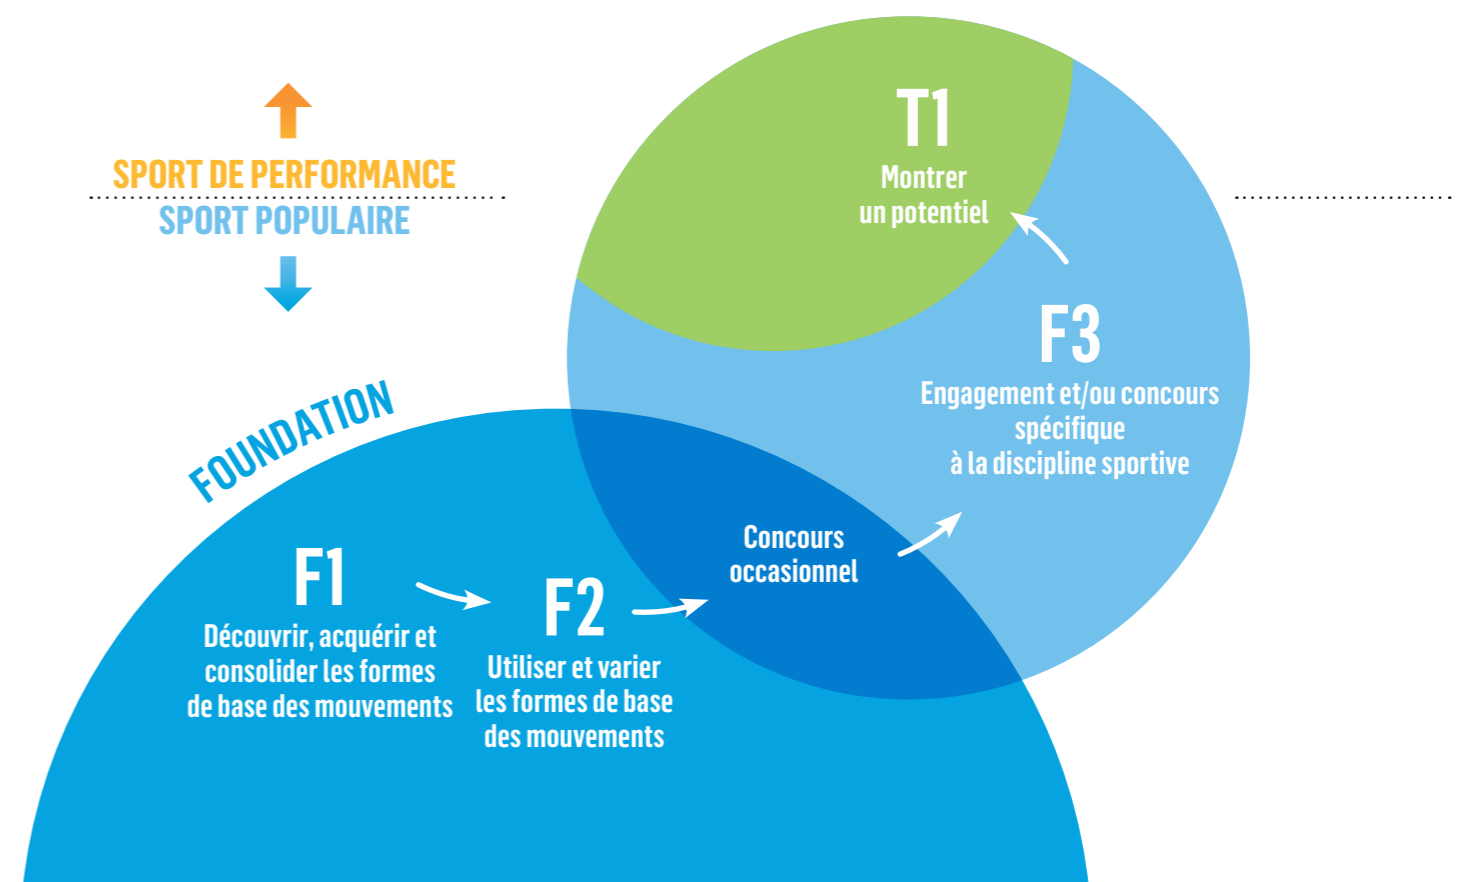 SPORT DE PERFORMANCE
SPORT POPULAIRE
FOUNDATION
F1
Découvrir, acquérir et
consolider les formes
de base des mouvements
F2
Utiliser et varier
les formes de base
des mouvements
Concours
occasionnel
F3
Engagement et/ou concours
spécifique
à la discipline sportive
T1
Montrer
un potentiel